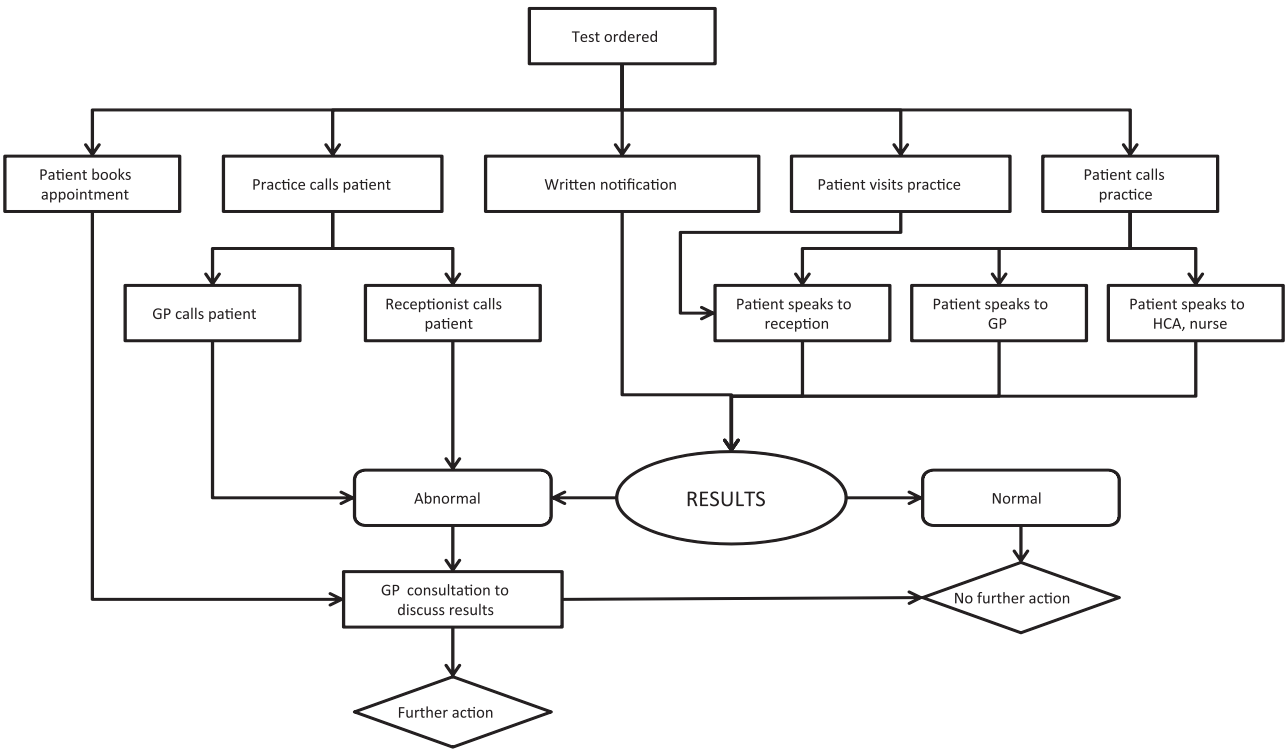 Test ordered
Patient books
appointment
Practice calls patient
Written notification
Patient visits practice
Patient calls
practice
GP calls patient
Receptionist calls
patient
Patient speaks to
reception
Patient speaks to
GP
Patient speaks to
HCA, nurse
Abnormal
RESULTS
Normal
GP consultation to
discuss results
No further action
Further action